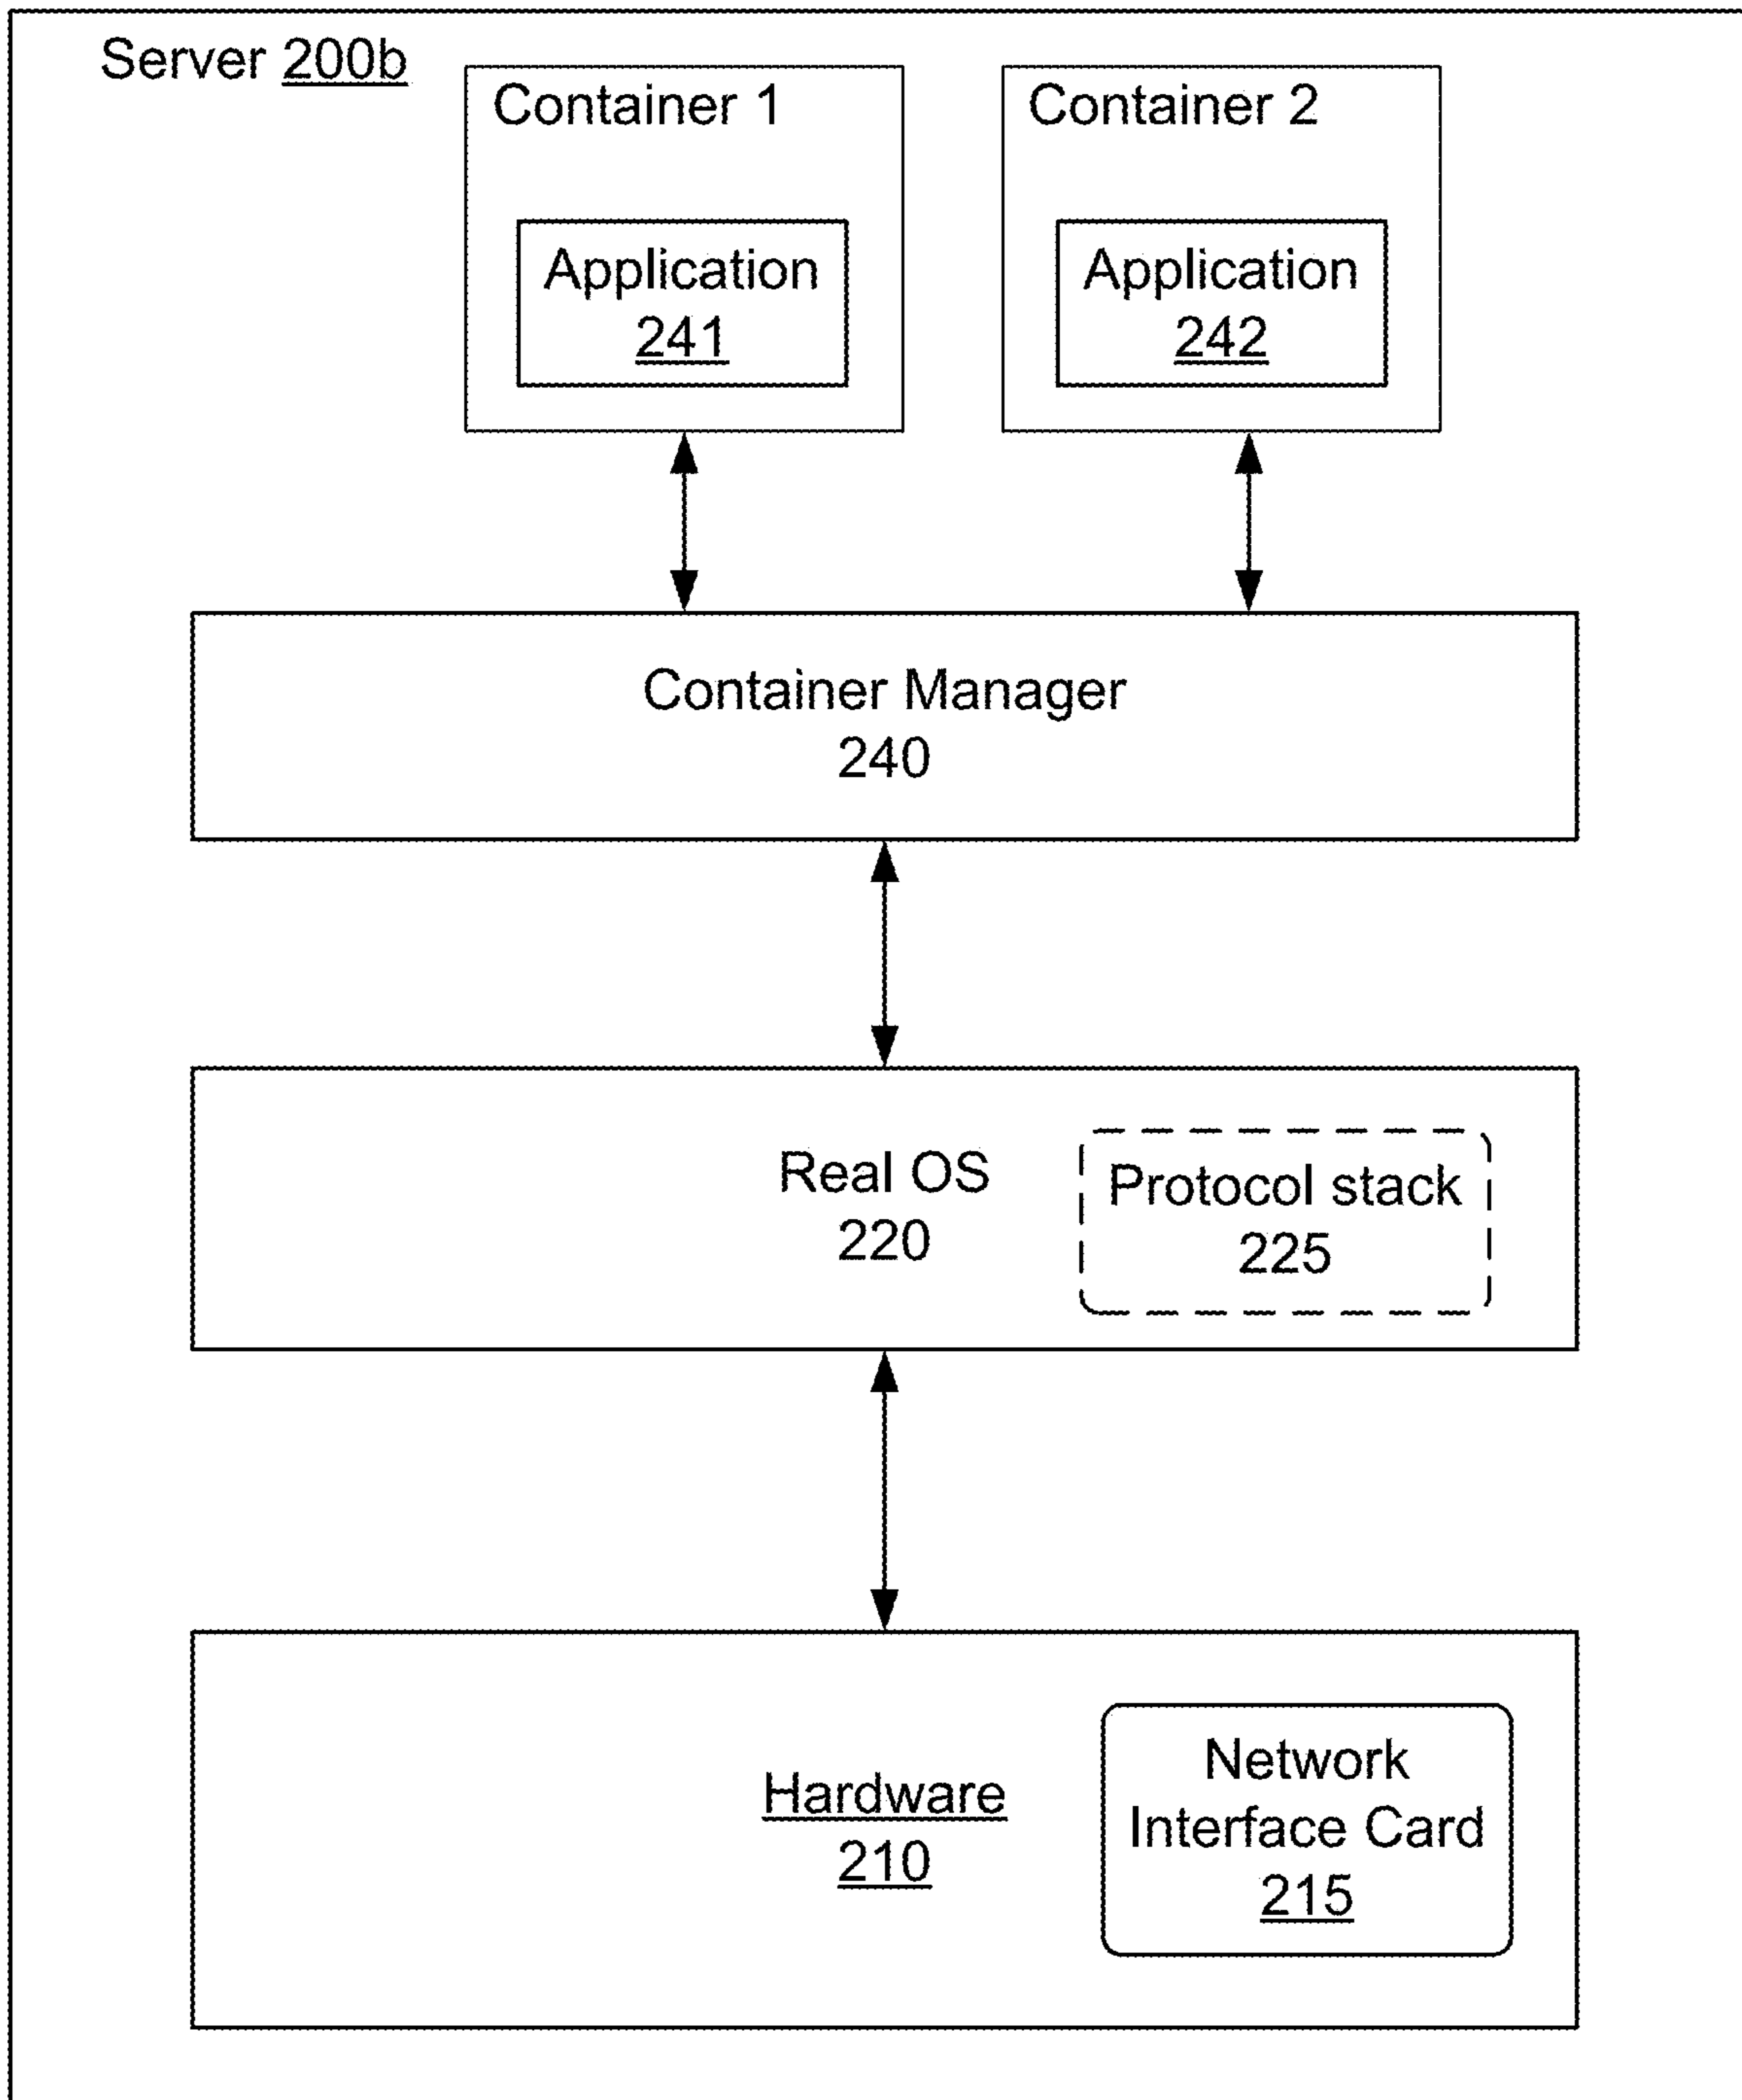 Server 200b
Container 1
Application
241
Container 2
Application
242
Container Manager
240
Real OS
220
Protocol stack
225
Hardware
210
Network
Interface Card
215